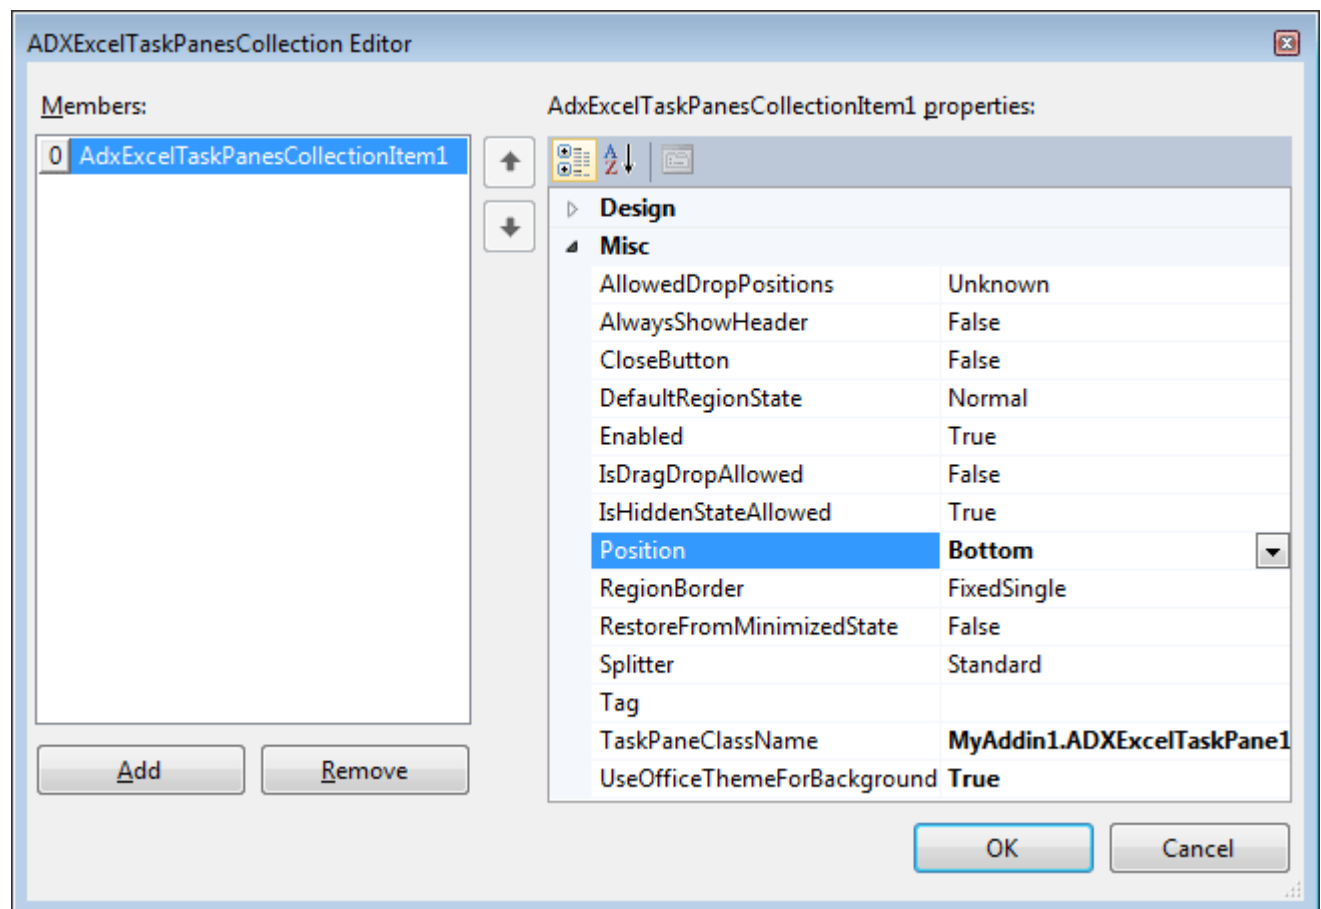 ADXExcelTaskPanesCollection Editor
Members:
AdxExcelTaskPanesCollectionItem1 properties:
0 AdxExcelTaskPanesCollectionItem1
Design
Misc
AllowedDropPositions Unknown
AlwaysShowHeader False
CloseButton False
DefaultRegionState Normal
Enabled True
IsDragDropAllowed False
IsHiddenStateAllowed True
Position Bottom
RegionBorder FixedSingle
RestoreFromMinimizedState False
Splitter Standard
Tag
TaskPaneClassName MyAddin1.ADXExcelTaskPane1
UseOfficeThemeForBackground True
Add Remove
OK Cancel